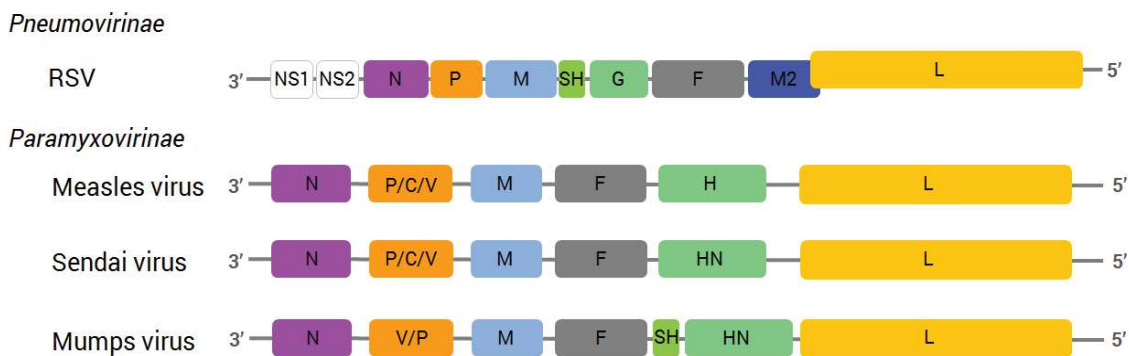 Pneumovirinae
RSV 3′ NS1 NS2 N P M SH G F M2 L 5′
Paramyxovirinae
Measles virus 3′ N P/C/V M F H L 5′
Sendai virus 3′ N P/C/V M F HN L 5′
Mumps virus 3′ N V/P M F SH HN L 5′